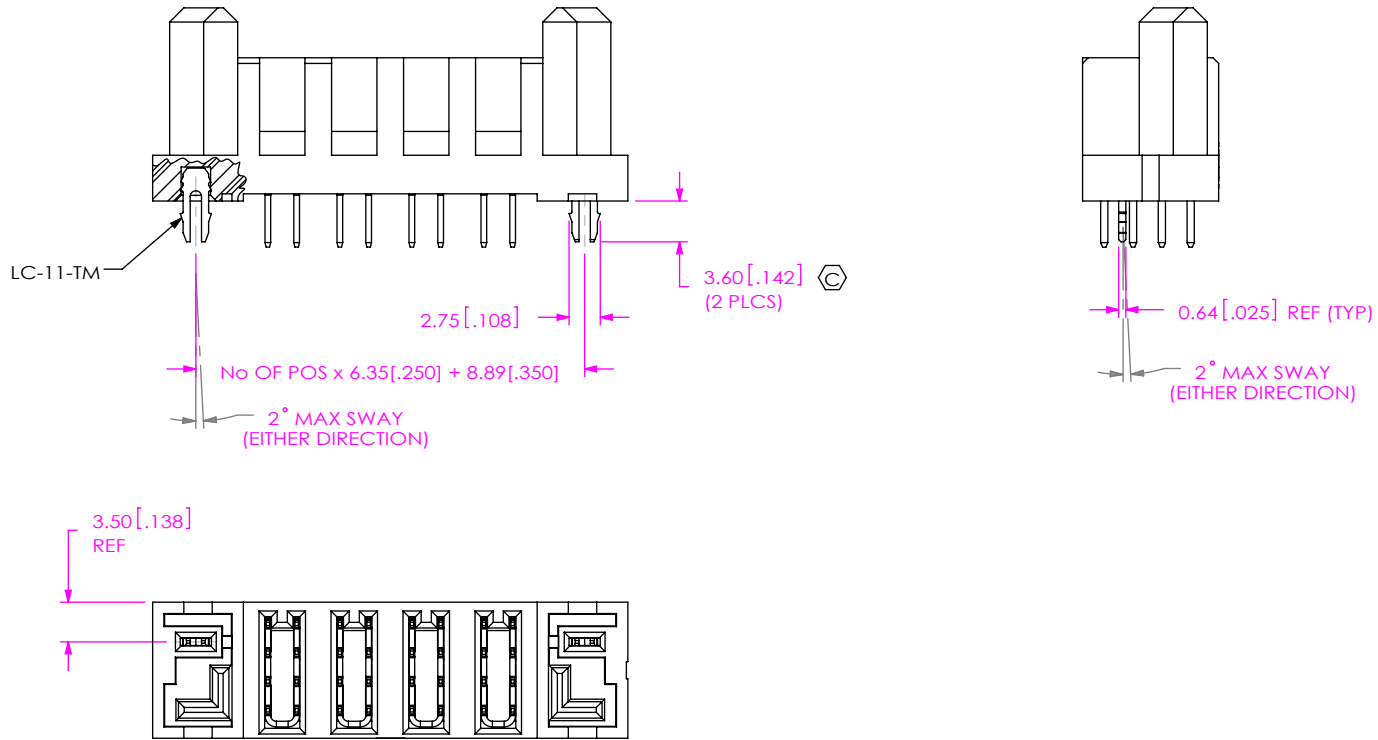 LC-11-TM
3.60[.142] C
(2 PLCS)
2.75[.108]
No OF POS x 6.35[.250] + 8.89[.350]
2° MAX SWAY
(EITHER DIRECTION)
0.64[.025] REF (TYP)
2° MAX SWAY
(EITHER DIRECTION)
3.50[.138]
REF